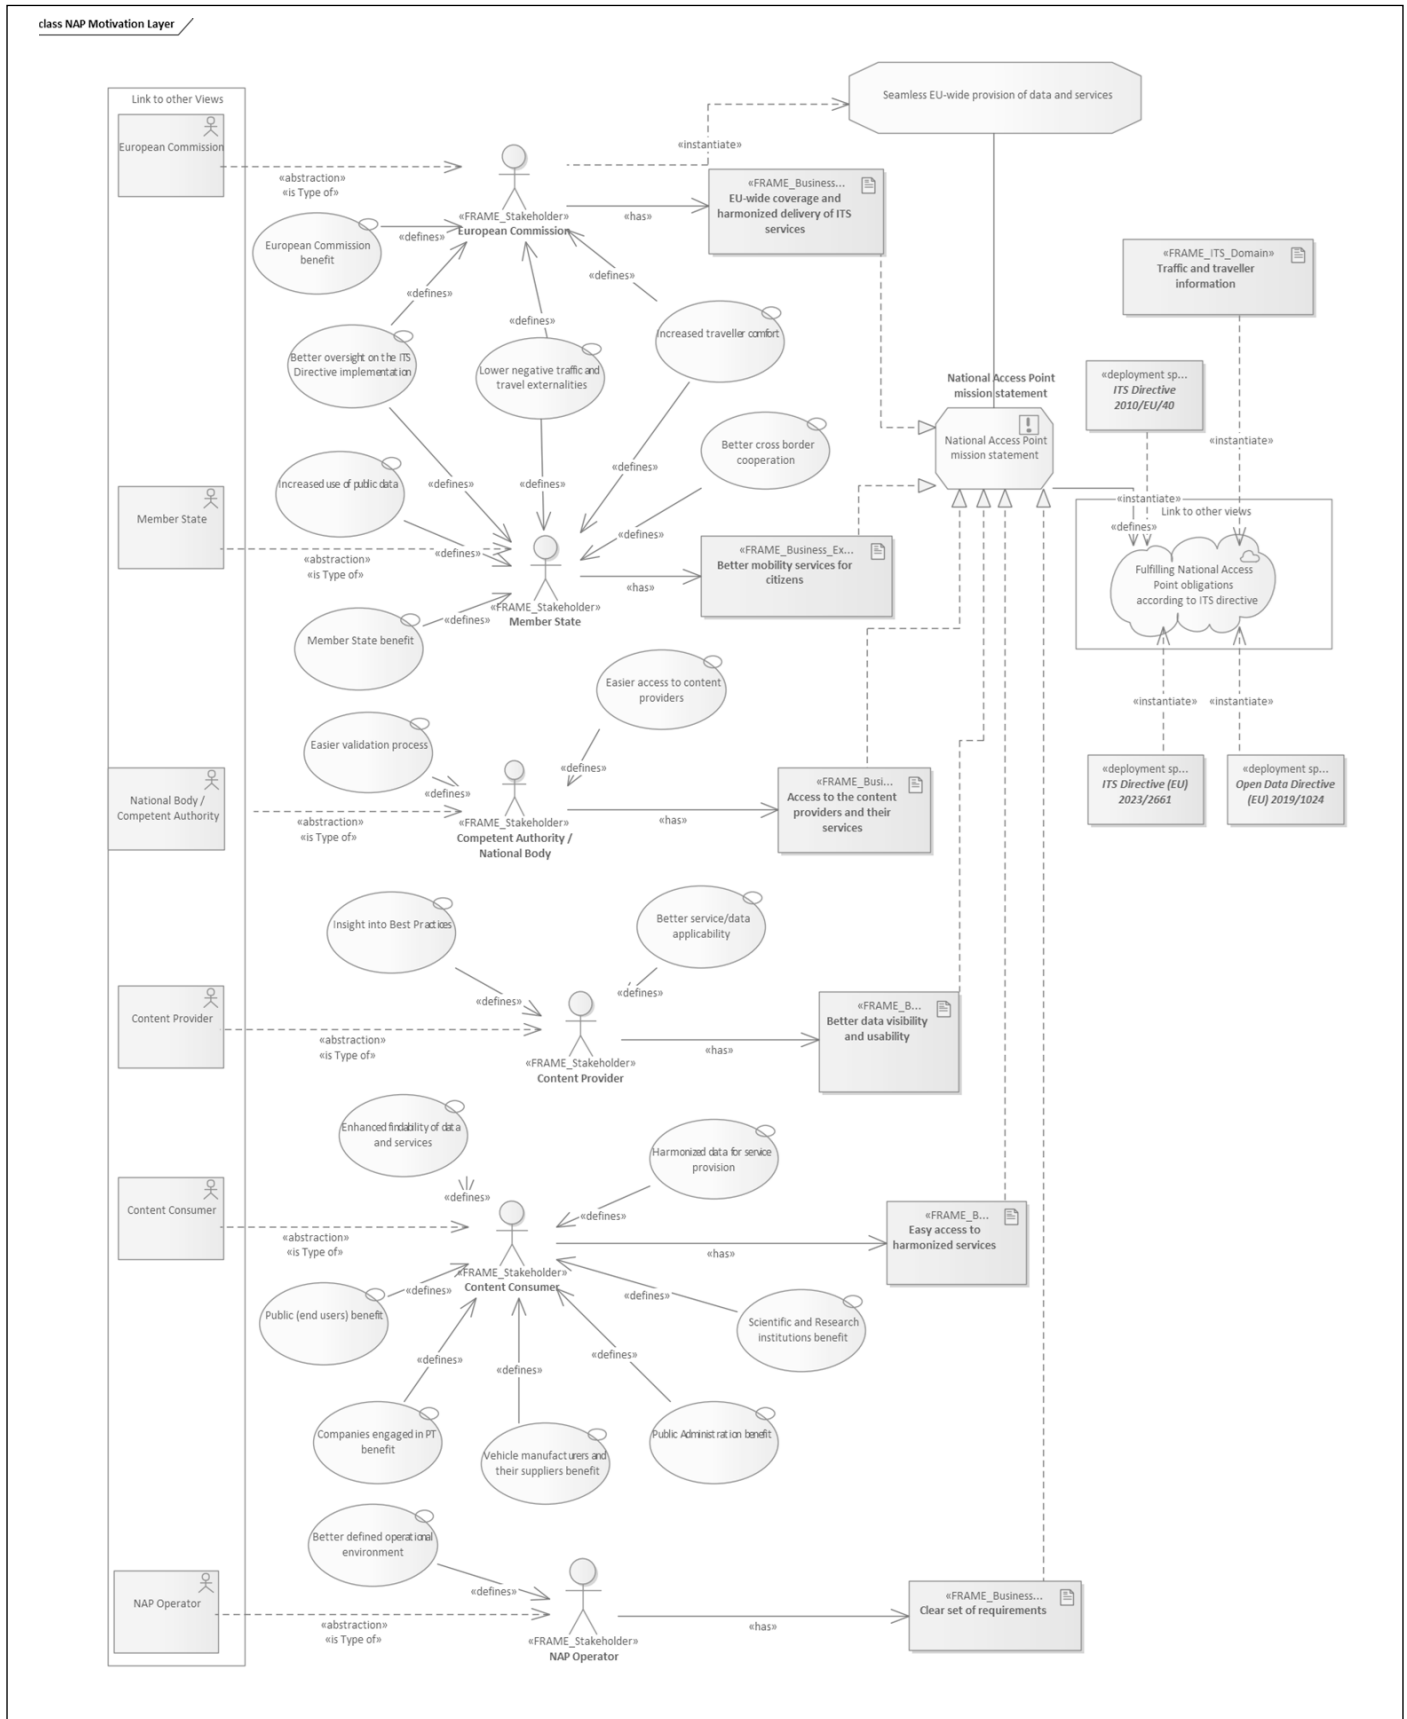 class NAP Motivation Layer
Link to other Views
European Commission
«abstraction»
«is Type of»
«FRAME_Stakeholder»
European Commission
«instantiate»
Seamless EU-wide provision of data and services
«has»
«FRAME_Business...
EU-wide coverage and
harmonized delivery of ITS
services
European Commission
benefit
«defines»
«defines»
«defines»
«defines»
Better oversight on the ITS
Directive implementation
Lower negative traffic and
travel externalities
Increased traveller comfort
«FRAME_ITS_Domain»
Traffic and traveller
information
National Access Point
mission statement
National Access Point
mission statement
«deployment sp...
ITS Directive
2010/EU/40
«instantiate»
«instantiate»
«defines»
Link to other views
Fulfilling National Access
Point obligations
according to ITS directive
«instantiate»
«instantiate»
«deployment sp...
ITS Directive (EU)
2023/2661
«deployment sp...
Open Data Directive
(EU) 2019/1024
Better cross border
cooperation
Increased use of public data
«defines»
«defines»
«defines»
«defines»
«defines»
Member State
«abstraction»
«is Type of»
«FRAME_Stakeholder»
Member State
«has»
«FRAME_Business_Ex...
Better mobility services for
citizens
Member State benefit
«defines»
Easier access to content
providers
Easier validation process
«defines»
«defines»
National Body /
Competent Authority
«abstraction»
«is Type of»
«FRAME_Stakeholder»
Competent Authority /
National Body
«has»
«FRAME_Busi...
Access to the content
providers and their
services
Insight into Best Practices
Better service/data
applicability
«defines»
«defines»
Content Provider
«abstraction»
«is Type of»
«FRAME_Stakeholder»
Content Provider
«has»
«FRAME_B...
Better data visibility
and usability
Enhanced findability of data
and services
Harmonized data for service
provision
«defines»
«defines»
Content Consumer
«abstraction»
«is Type of»
«FRAME_Stakeholder»
Content Consumer
«has»
«FRAME_B...
Easy access to
harmonized services
Public (end users) benefit
«defines»
«defines»
Scientific and Research
institutions benefit
«defines»
«defines»
«defines»
Companies engaged in PT
benefit
Vehicle manufacturers and
their suppliers benefit
Public Administration benefit
Better defined operational
environment
«defines»
NAP Operator
«abstraction»
«is Type of»
«FRAME_Stakeholder»
NAP Operator
«has»
«FRAME_Business...
Clear set of requirements